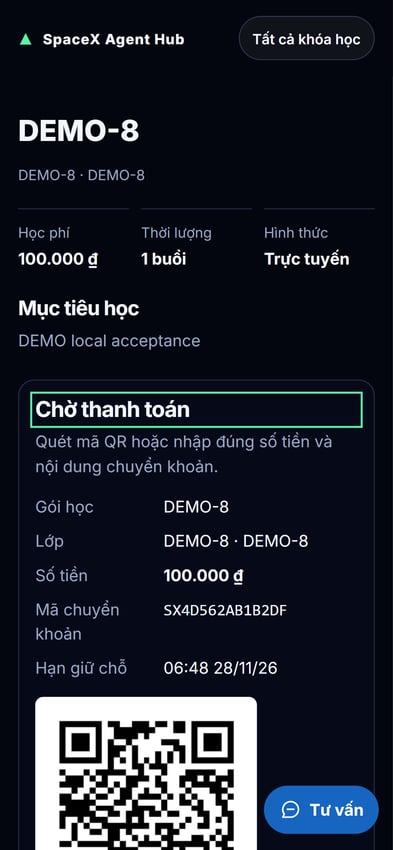 SpaceX Agent Hub
Tất cả khóa học
DEMO-8
DEMO-8 · DEMO-8
Học phí
100.000 ₫
Thời lượng
1 buổi
Hình thức
Trực tuyến
Mục tiêu học
DEMO local acceptance
Chờ thanh toán
Quét mã QR hoặc nhập đúng số tiền và
nội dung chuyển khoản.
Gói học DEMO-8
Lớp DEMO-8 · DEMO-8
Số tiền 100.000 ₫
Mã chuyển khoản SX4D562AB1B2DF
Hạn giữ chỗ 06:48 28/11/26
Tư vấn